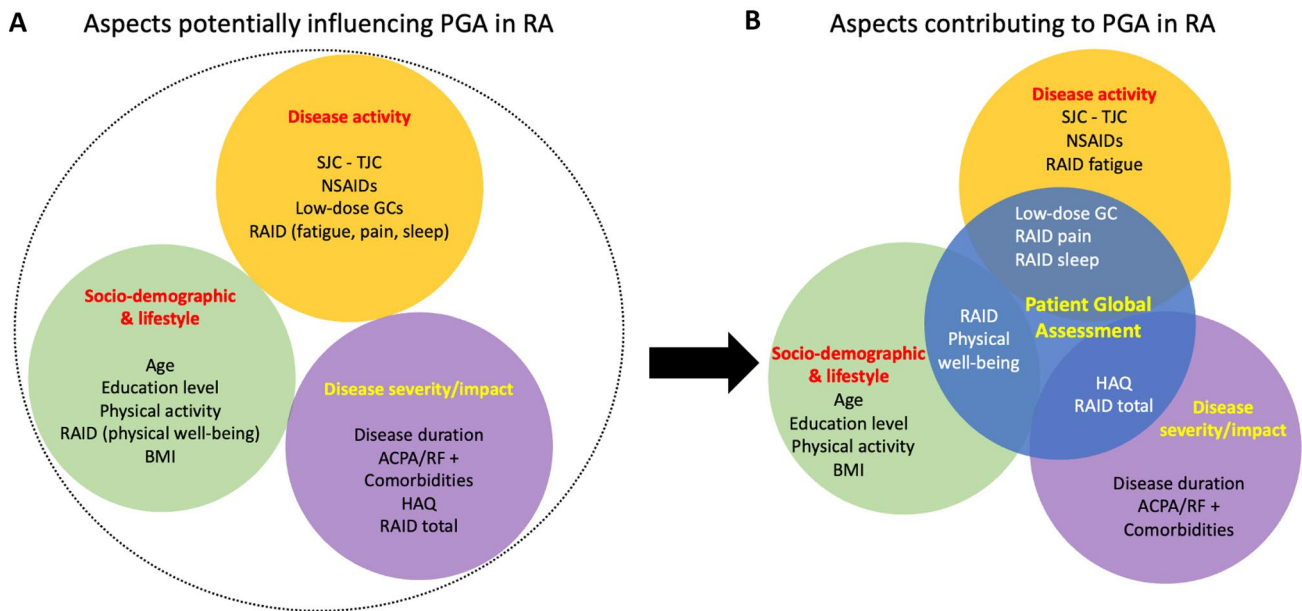 A
Aspects potentially influencing PGA in RA
Disease activity
SJC - TJC
NSAIDs
Low-dose GCs
RAID (fatigue, pain, sleep)
Socio-demographic
& lifestyle
Age
Education level
Physical activity
RAID (physical well-being)
BMI
Disease severity/impact
Disease duration
ACPA/RF +
Comorbidities
HAQ
RAID total
B
Aspects contributing to PGA in RA
Disease activity
SJC - TJC
NSAIDs
RAID fatigue
Low-dose GC
RAID pain
RAID sleep
Patient Global
Assessment
RAID
Physical
well-being
Socio-demographic
& lifestyle
Age
Education level
Physical activity
BMI
HAQ
RAID total
Disease
severity/impact
Disease duration
ACPA/RF +
Comorbidities